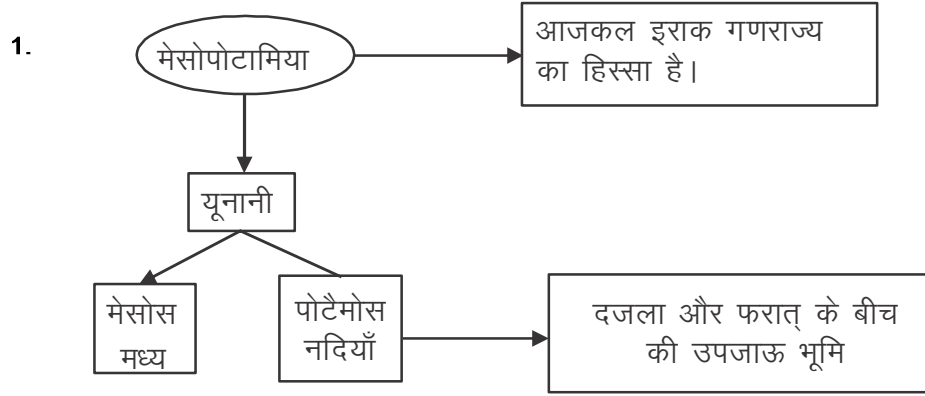 1.
मेसोपोटामिया
आजकल इराक गणराज्य
का हिस्सा है।
यूनानी
मेसोस
मध्य
पोटैमोस
नदियाँ
दजला और फरात् के बीच
की उपजाऊ भूमि